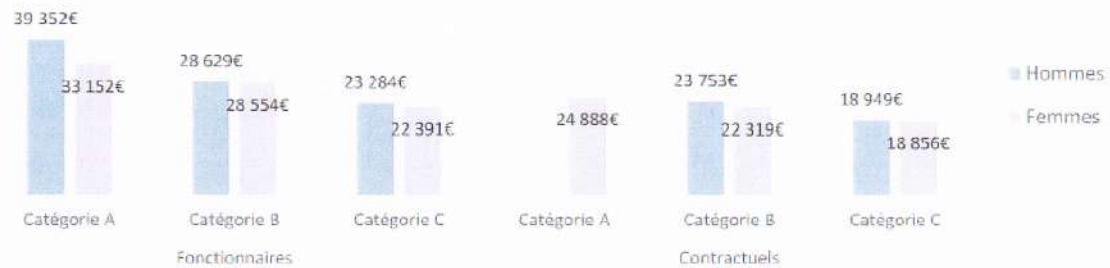 39 352€
33 152€
28 629€
28 554€
23 284€
22 391€
24 888€
23 753€
22 319€
18 949€
18 856€
Hommes
Femmes
Catégorie A
Catégorie B
Catégorie C
Catégorie A
Catégorie B
Catégorie C
Fonctionnaires
Contractuels